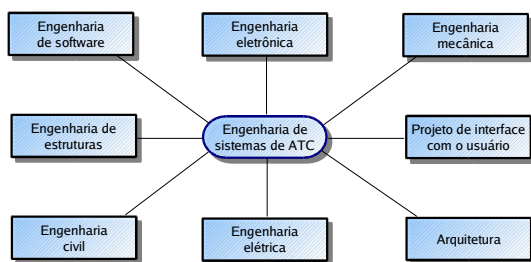 Engenharia
de software
Engenharia
eletrônica
Engenharia
mecânica
Engenharia de
estruturas
Engenharia de
sistemas de ATC
Projeto de interface
com o usuário
Engenharia
civil
Engenharia
elétrica
Arquitetura